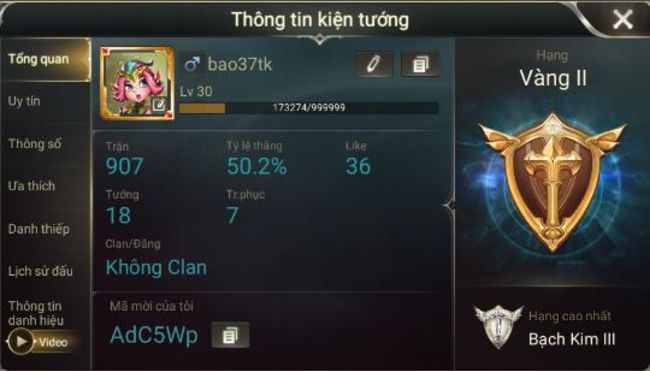 Thông tin kiện tướng
Tổng quan
Uy tín
Thông số
Ưa thích
Danh thiếp
Lịch sử đấu
Thông tin
danh hiệu
Video
bao37tk
Lv 30
173274/999999
Trận
Tỷ lệ thắng
Like
907
50.2%
36
Tướng
Tr.phục
18
7
Clan/Đảng
Không Clan
Mã mời của tôi
AdC5Wp
Hạng
Vàng II
Hạng cao nhất
Bạch Kim III